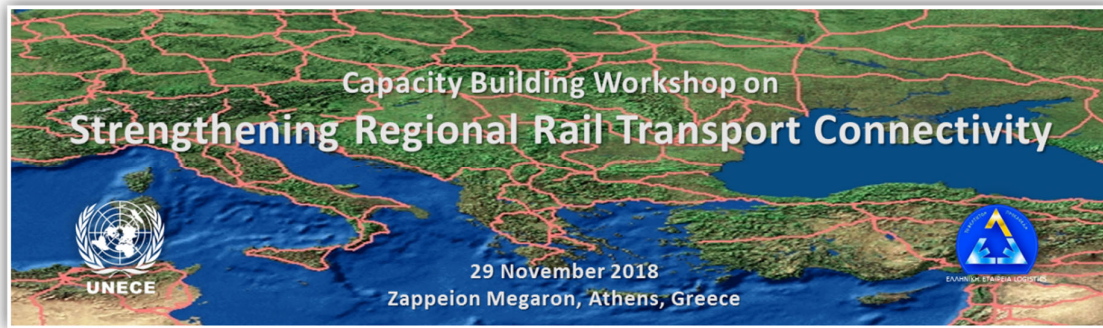 Capacity Building Workshop on
Strengthening Regional Rail Transport Connectivity
UNECE
29 November 2018
Zappeion Megaron, Athens, Greece
ΕΛΛΗΝΙΚΗ ΕΤΑΙΡΕΙΑ LOGISTICS